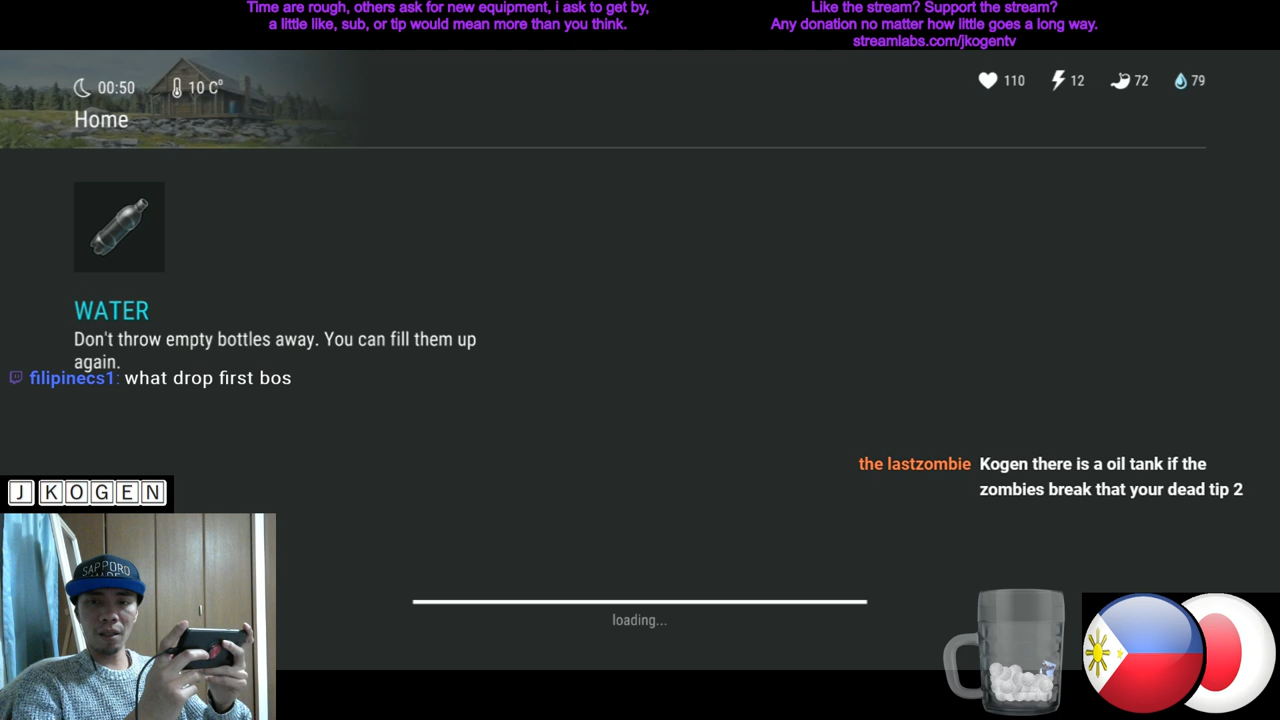 Time are rough, others ask for new equipment, i ask to get by,
a little like, sub, or tip would mean more than you think.
Like the stream? Support the stream?
Any donation no matter how little goes a long way.
streamlabs.com/jkogentv
00:50
10 C°
Home
110
12
72
79
WATER
Don't throw empty bottles away. You can fill them up
again.
filipinecs1: what drop first bos
the lastzombie Kogen there is a oil tank if the
zombies break that your dead tip 2
J KOGEN
SAPPORO
loading...